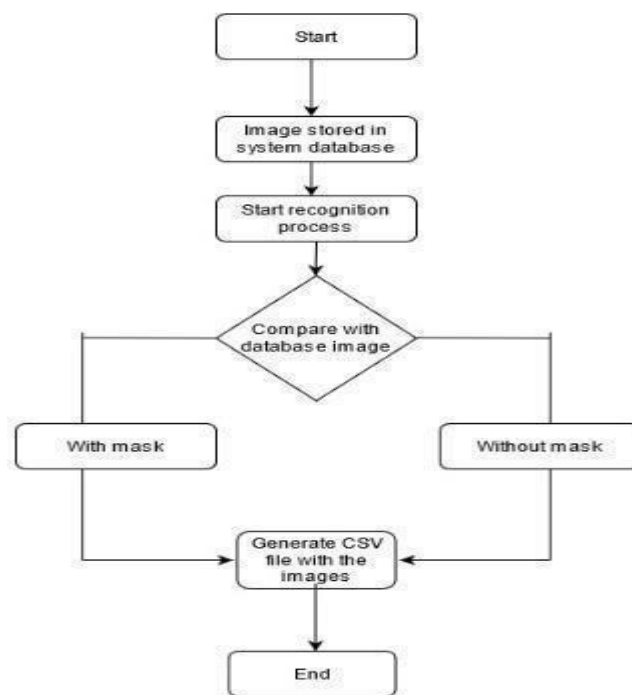 Start
Image stored in
system database
Start recognition
process
Compare with
database image
With mask
Without mask
Generate CSV
file with the
images
End